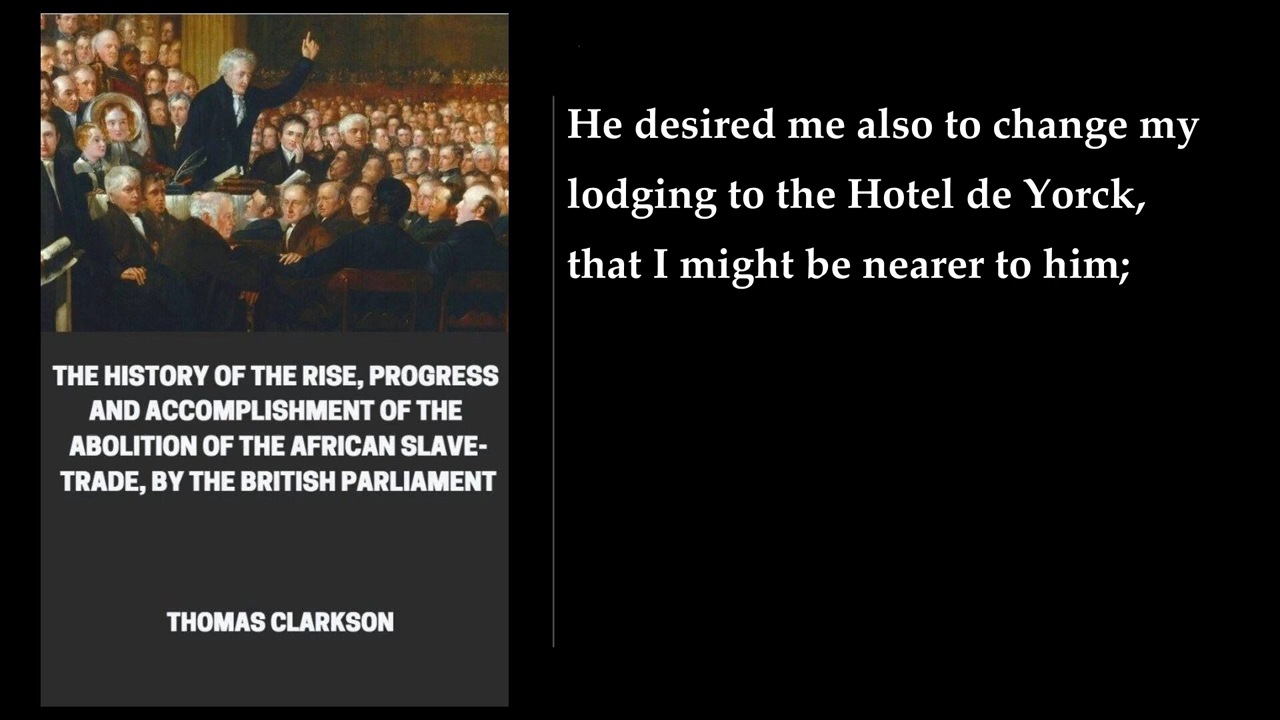 THE HISTORY OF THE RISE, PROGRESS
AND ACCOMPLISHMENT OF THE
ABOLITION OF THE AFRICAN SLAVE-
TRADE, BY THE BRITISH PARLIAMENT
THOMAS CLARKSON
He desired me also to change my
lodging to the Hotel de Yorck,
that I might be nearer to him;